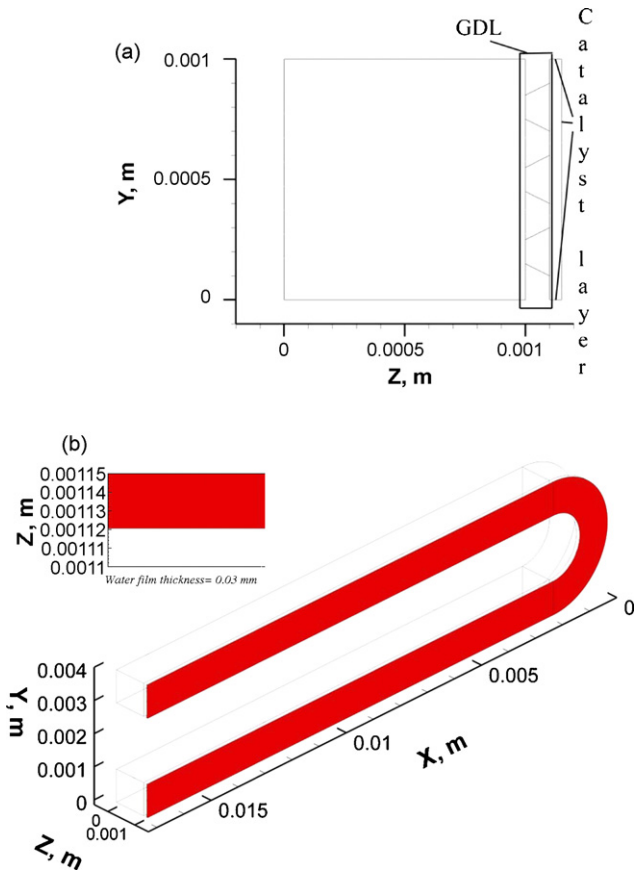 (a)
GDL
Catalyst layer
0.001
0.0005
0
Y, m
0
0.0005
0.001
Z, m
(b)
0.00115
0.00114
0.00113
0.00112
0.00111
0.0011
Z, m
Water film thickness= 0.03 mm
0.004
0.003
0.002
0.001
0
Y, m
0
0.001
Z, m
0.015
0.01
0.005
0
X, m